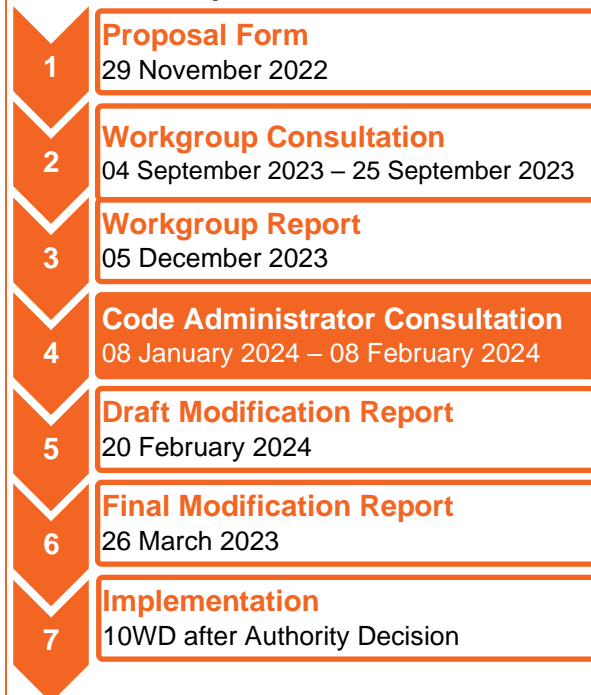 1
Proposal Form
29 November 2022
2
Workgroup Consultation
04 September 2023 – 25 September 2023
3
Workgroup Report
05 December 2023
4
Code Administrator Consultation
08 January 2024 – 08 February 2024
5
Draft Modification Report
20 February 2024
6
Final Modification Report
26 March 2023
7
Implementation
10WD after Authority Decision